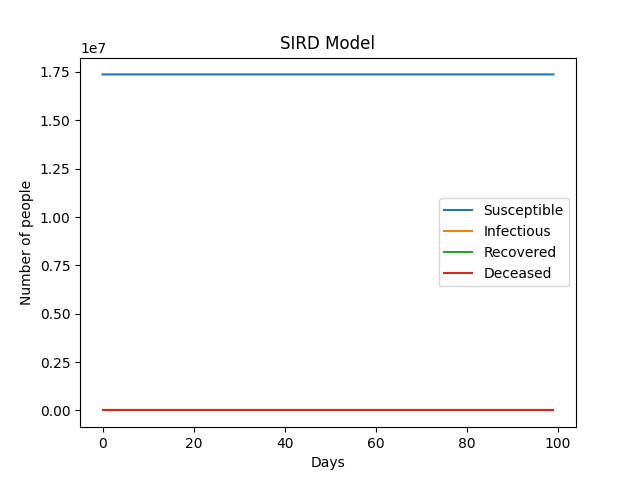 SIRD Model
1e7
1.75
1.50
1.25
1.00
0.75
0.50
0.25
0.00
Number of people
Susceptible
Infectious
Recovered
Deceased
0 20 40 60 80 100
Days